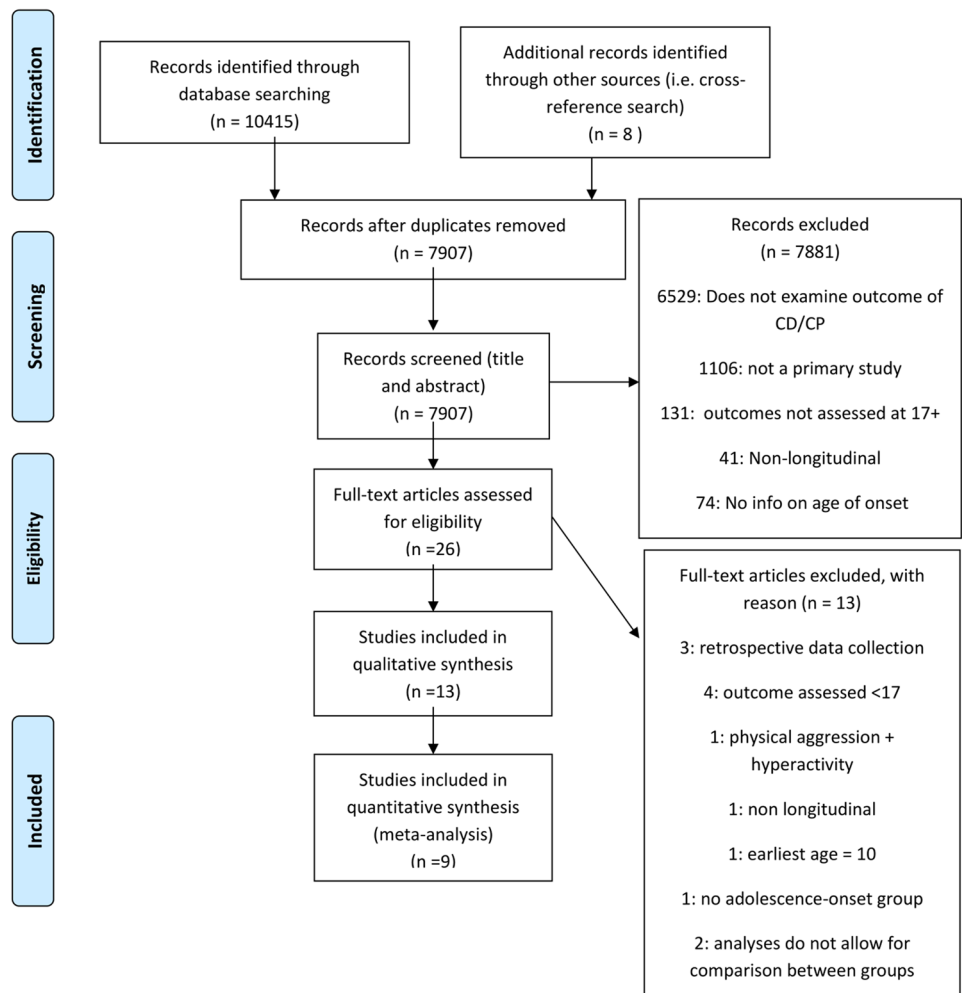 Identification
Records identified through
database searching
(n = 10415)
Additional records identified
through other sources (i.e. cross-
reference search)
(n = 8 )
Records after duplicates removed
(n = 7907)
Screening
Records screened (title
and abstract)
(n = 7907)
Records excluded
(n = 7881)
6529: Does not examine outcome of
CD/CP
1106: not a primary study
131:  outcomes not assessed at 17+
41: Non-longitudinal
74: No info on age of onset
Eligibility
Full-text articles assessed
for eligibility
(n =26)
Full-text articles excluded, with
reason (n = 13)
3: retrospective data collection
4: outcome assessed <17
1: physical aggression +
hyperactivity
1: non longitudinal
1: earliest age = 10
1: no adolescence-onset group
2: analyses do not allow for
comparison between groups
Studies included in
qualitative synthesis
(n =13)
Included
Studies included in
quantitative synthesis
(meta-analysis)
(n =9)